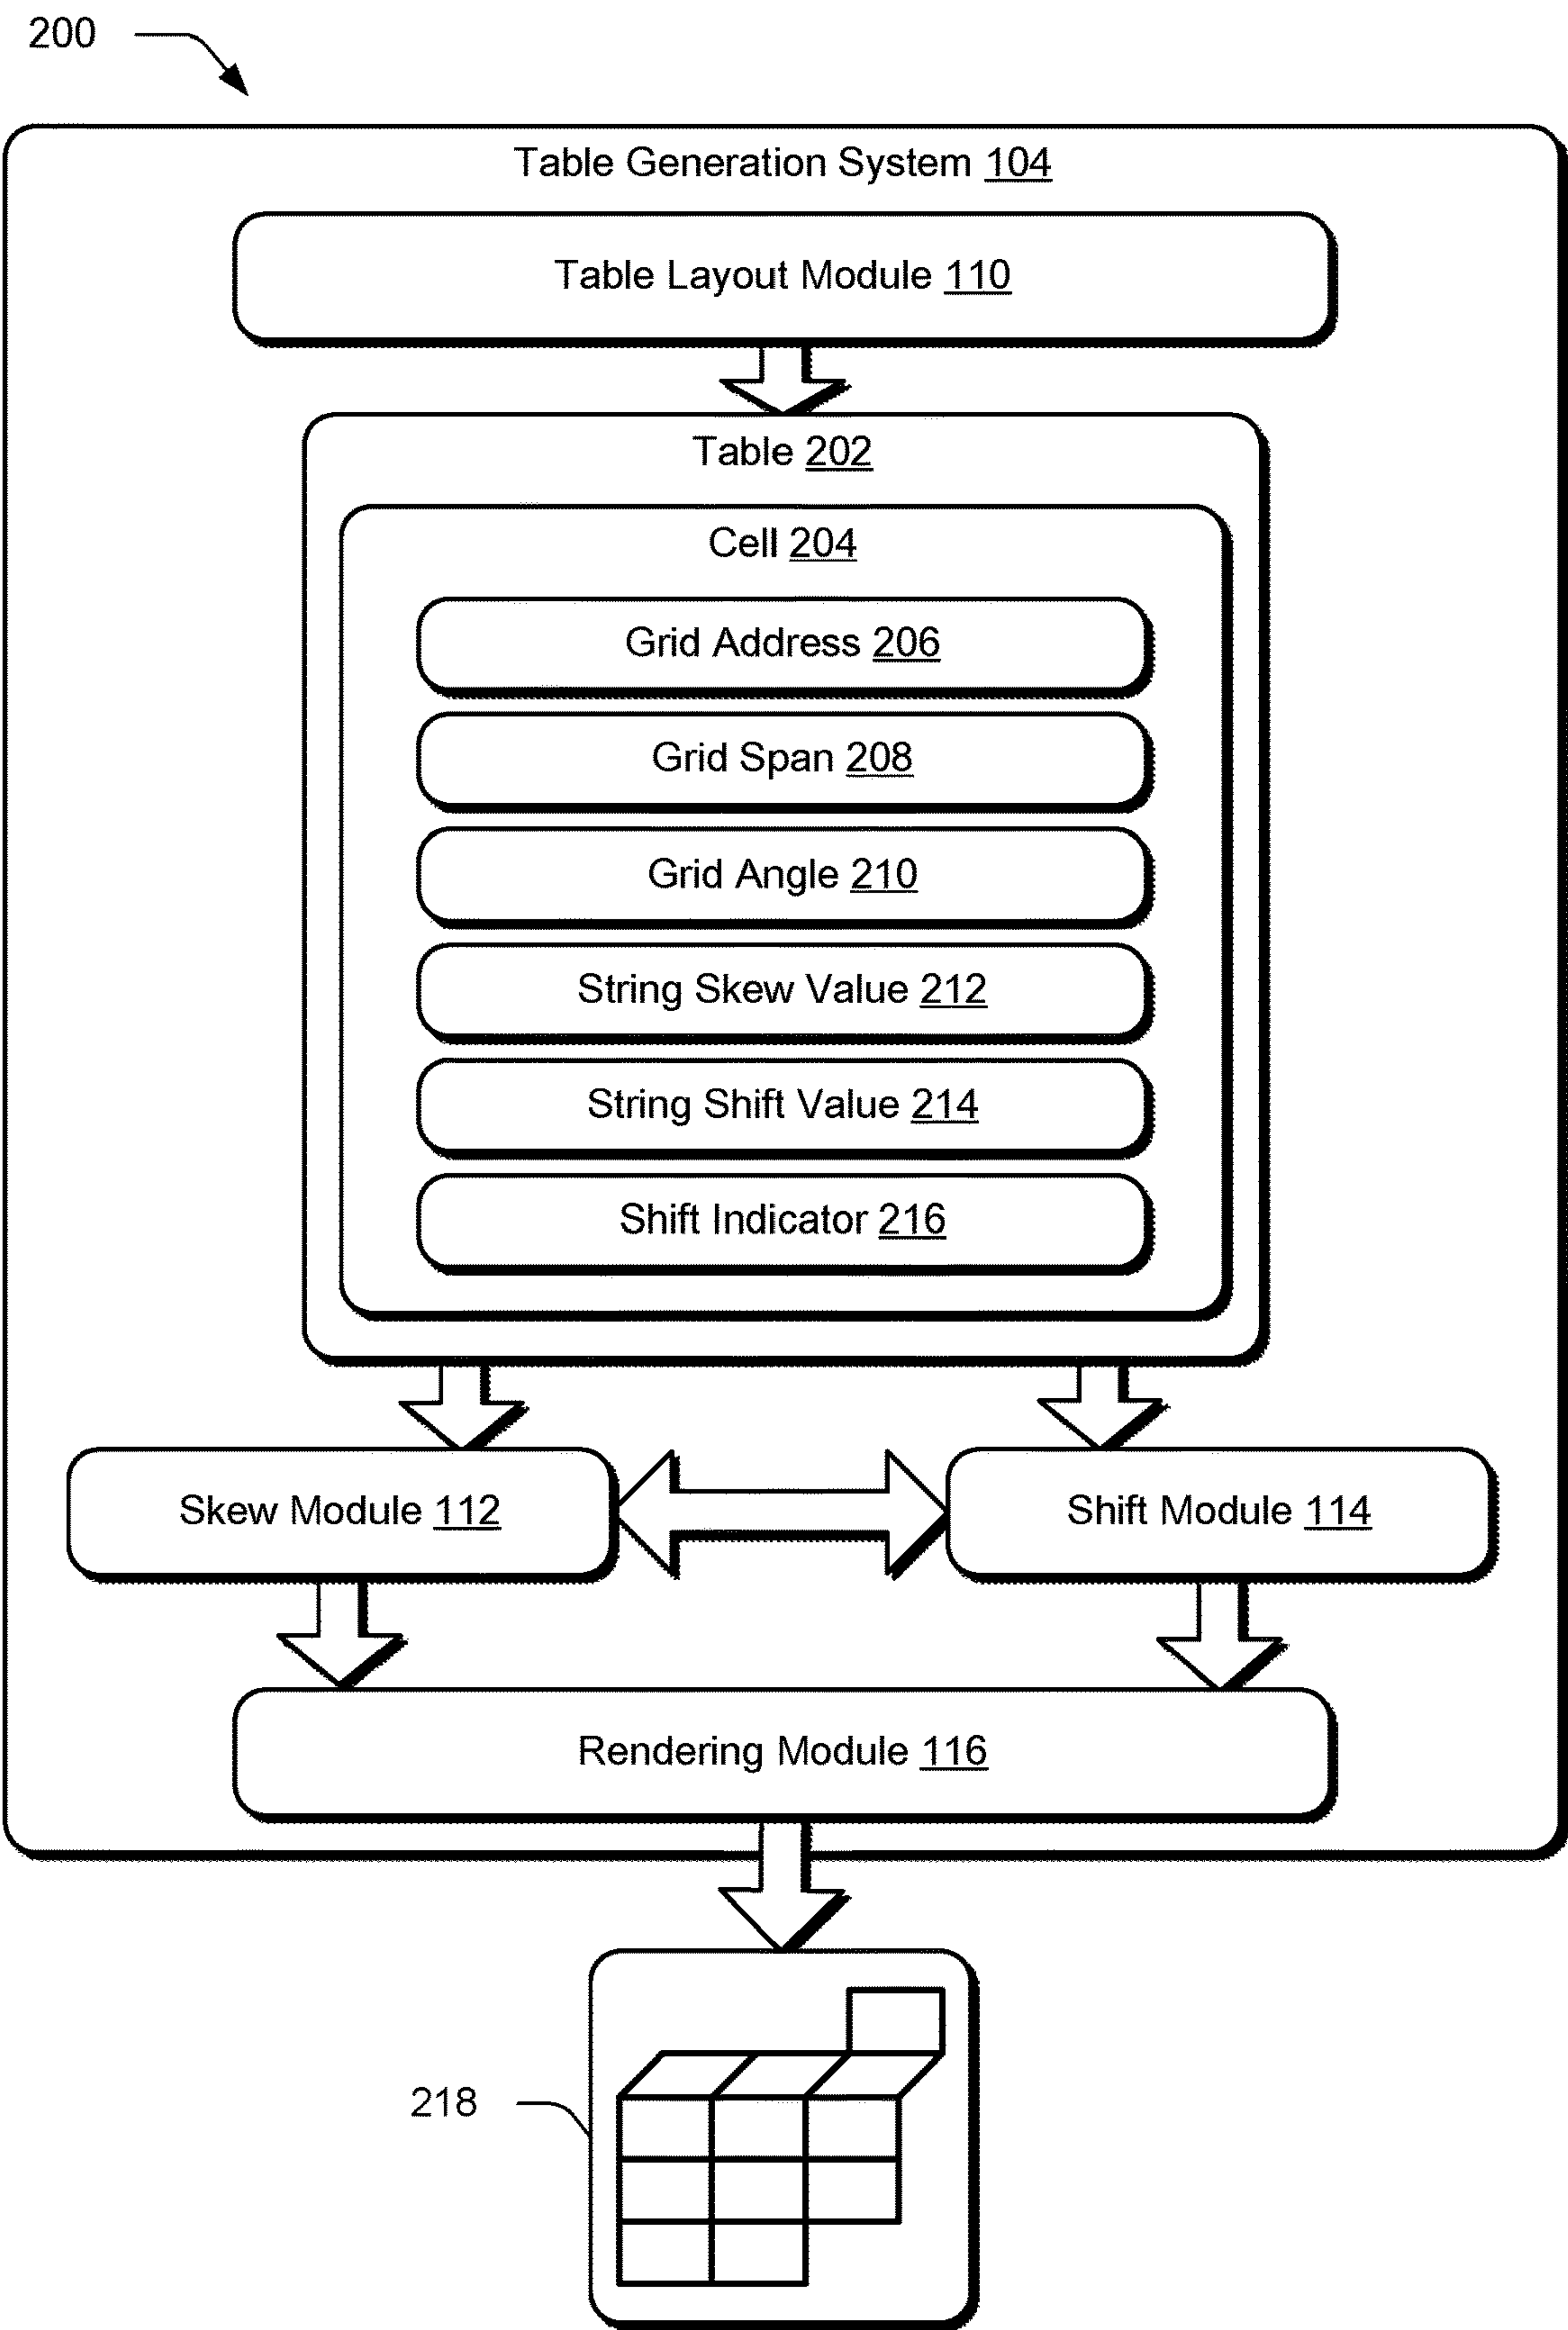 200
Table Generation System 104
Table Layout Module 110
Table 202
Cell 204
Grid Address 206
Grid Span 208
Grid Angle 210
String Skew Value 212
String Shift Value 214
Shift Indicator 216
Skew Module 112
Shift Module 114
Rendering Module 116
218